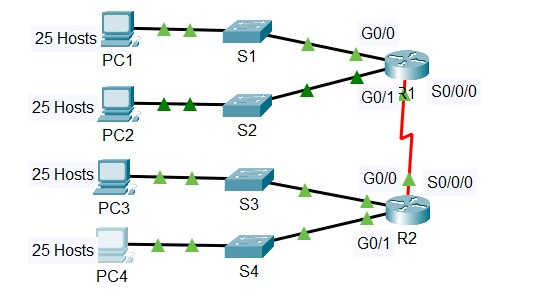 25 Hosts
PC1
S1
G0/0
R1
S0/0/0
G0/1
25 Hosts
PC2
S2
25 Hosts
PC3
S3
G0/0
S0/0/0
R2
G0/1
25 Hosts
PC4
S4